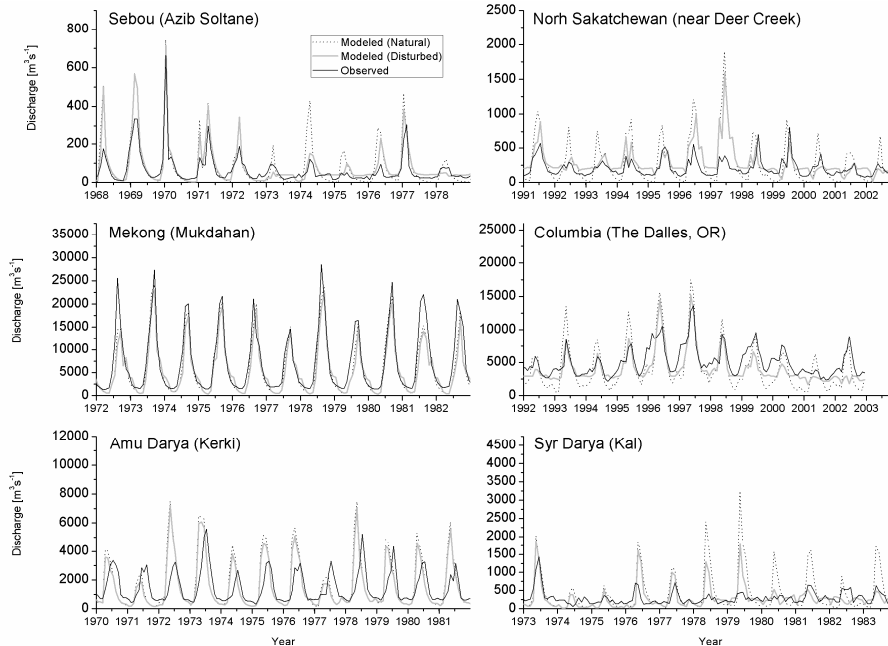 Sebou (Azib Soltane)
Modeled (Natural)
Modeled (Disturbed)
Observed
Discharge [m³s⁻¹]
800
600
400
200
0
1968 1969 1970 1971 1972 1973 1974 1975 1976 1977 1978
Norh Sakatchewan (near Deer Creek)
2500
2000
1500
1000
500
0
1991 1992 1993 1994 1995 1996 1997 1998 1999 2000 2001 2002
Mekong (Mukdahan)
Discharge [m³s⁻¹]
35000
30000
25000
20000
15000
10000
5000
0
1972 1973 1974 1975 1976 1977 1978 1979 1980 1981 1982
Columbia (The Dalles, OR)
25000
20000
15000
10000
5000
0
1992 1993 1994 1995 1996 1997 1998 1999 2000 2001 2002 2003
Amu Darya (Kerki)
Discharge [m³s⁻¹]
12000
10000
8000
6000
4000
2000
0
1970 1971 1972 1973 1974 1975 1976 1977 1978 1979 1980 1981
Year
Syr Darya (Kal)
4500
4000
3500
3000
2500
2000
1500
1000
500
0
1973 1974 1975 1976 1977 1978 1979 1980 1981 1982 1983
Year